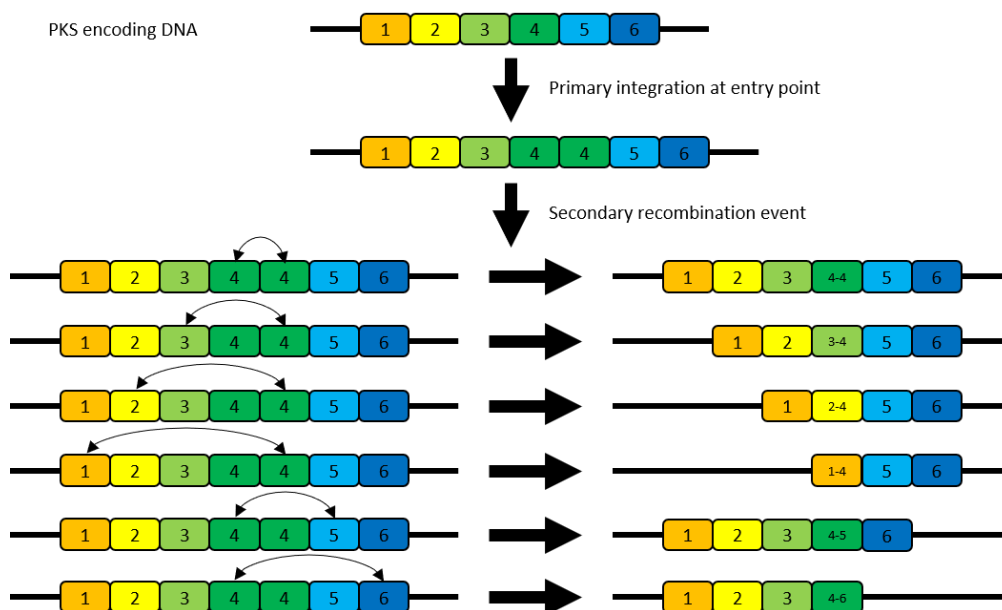 PKS encoding DNA 1 2 3 4 5 6
Primary integration at entry point
1 2 3 4 4 5 6
Secondary recombination event
1 2 3 4 4 5 6 1 2 3 4-4 5 6
1 2 3 4 4 5 6 1 2 3-4 5 6
1 2 3 4 4 5 6 1 2-4 5 6
1 2 3 4 4 5 6 1-4 5 6
1 2 3 4 4 5 6 1 2 3 4-5 6
1 2 3 4 4 5 6 1 2 3 4-6